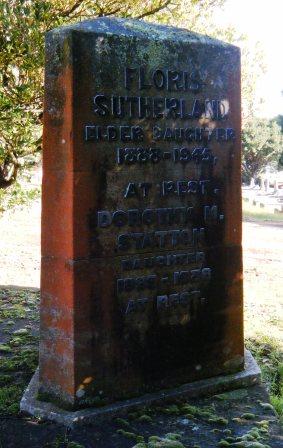 FLORIS
SUTHERLAND
ELDER DAUGHTER
1883-1945.
AT REST.
DOROTHY M.
STATTON
DAUGHTER
AT REST.